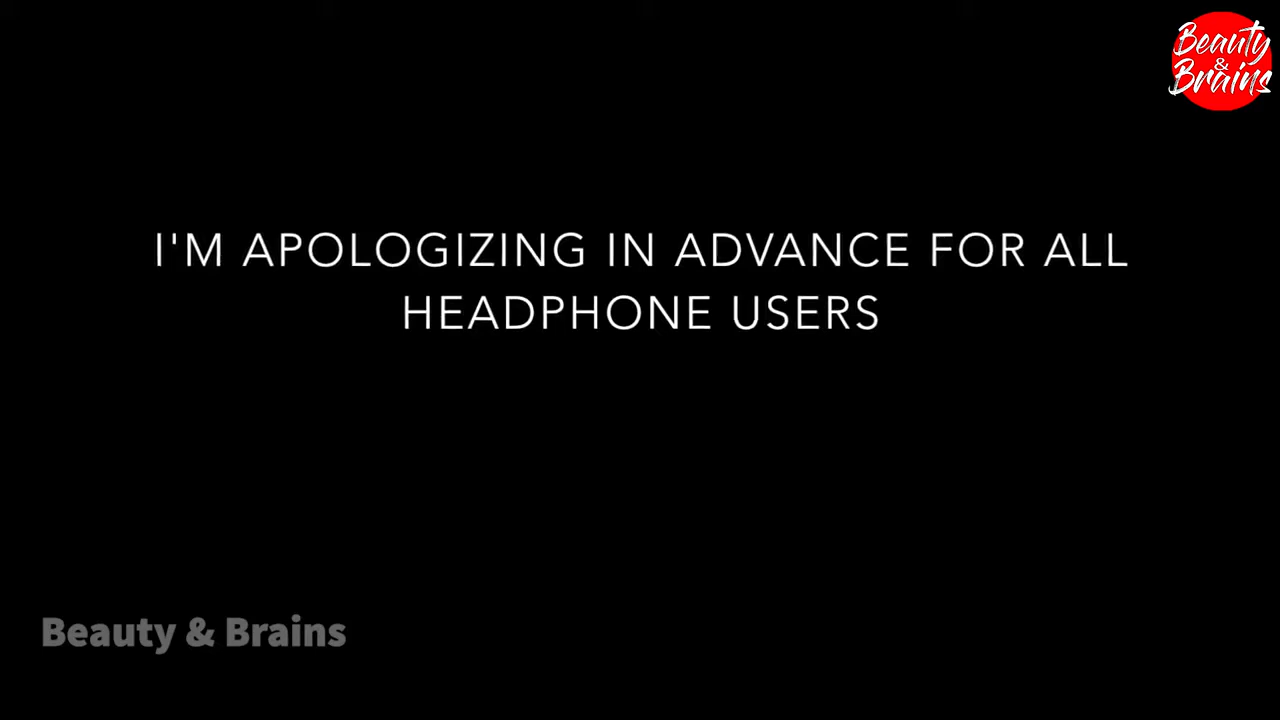 Beauty
&
Brains
I'M APOLOGIZING IN ADVANCE FOR ALL
HEADPHONE USERS
Beauty & Brains